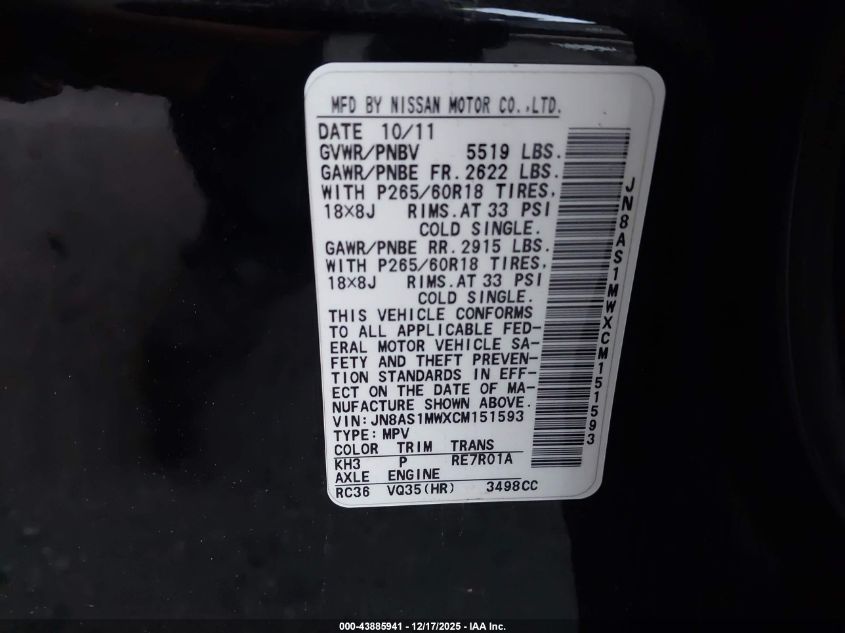 MFD BY NISSAN MOTOR CO.,LTD.
DATE 10/11
GVWR/PNBV 5519 LBS.
GAWR/PNBE FR. 2622 LBS.
WITH P265/60R18 TIRES,
18×8J RIMS. AT 33 PSI
COLD SINGLE.
GAWR/PNBE RR. 2915 LBS.
WITH P265/60R18 TIRES,
18×8J RIMS. AT 33 PSI
COLD SINGLE.
THIS VEHICLE CONFORMS
TO ALL APPLICABLE FED-
ERAL MOTOR VEHICLE SA-
FETY AND THEFT PREVEN-
TION STANDARDS IN EFF-
ECT ON THE DATE OF MA-
NUFACTURE SHOWN ABOVE.
VIN: JN8AS1MWXCM151593
TYPE: MPV
COLOR TRIM TRANS
KH3 P RE7R01A
AXLE ENGINE
RC36 VQ35(HR) 3498CC
JN8AS1MWXCM151593
000-43885941 – 12/17/2025 – IAA Inc.